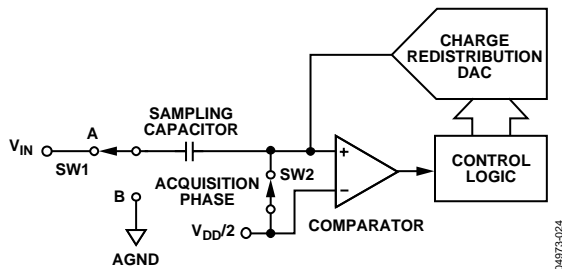 CHARGE
REDISTRIBUTION
DAC
SAMPLING
CAPACITOR
A
V_IN
SW1
+
SW2
ACQUISITION
PHASE
−
CONTROL
LOGIC
B
V_DD/2
COMPARATOR
AGND
04973-024